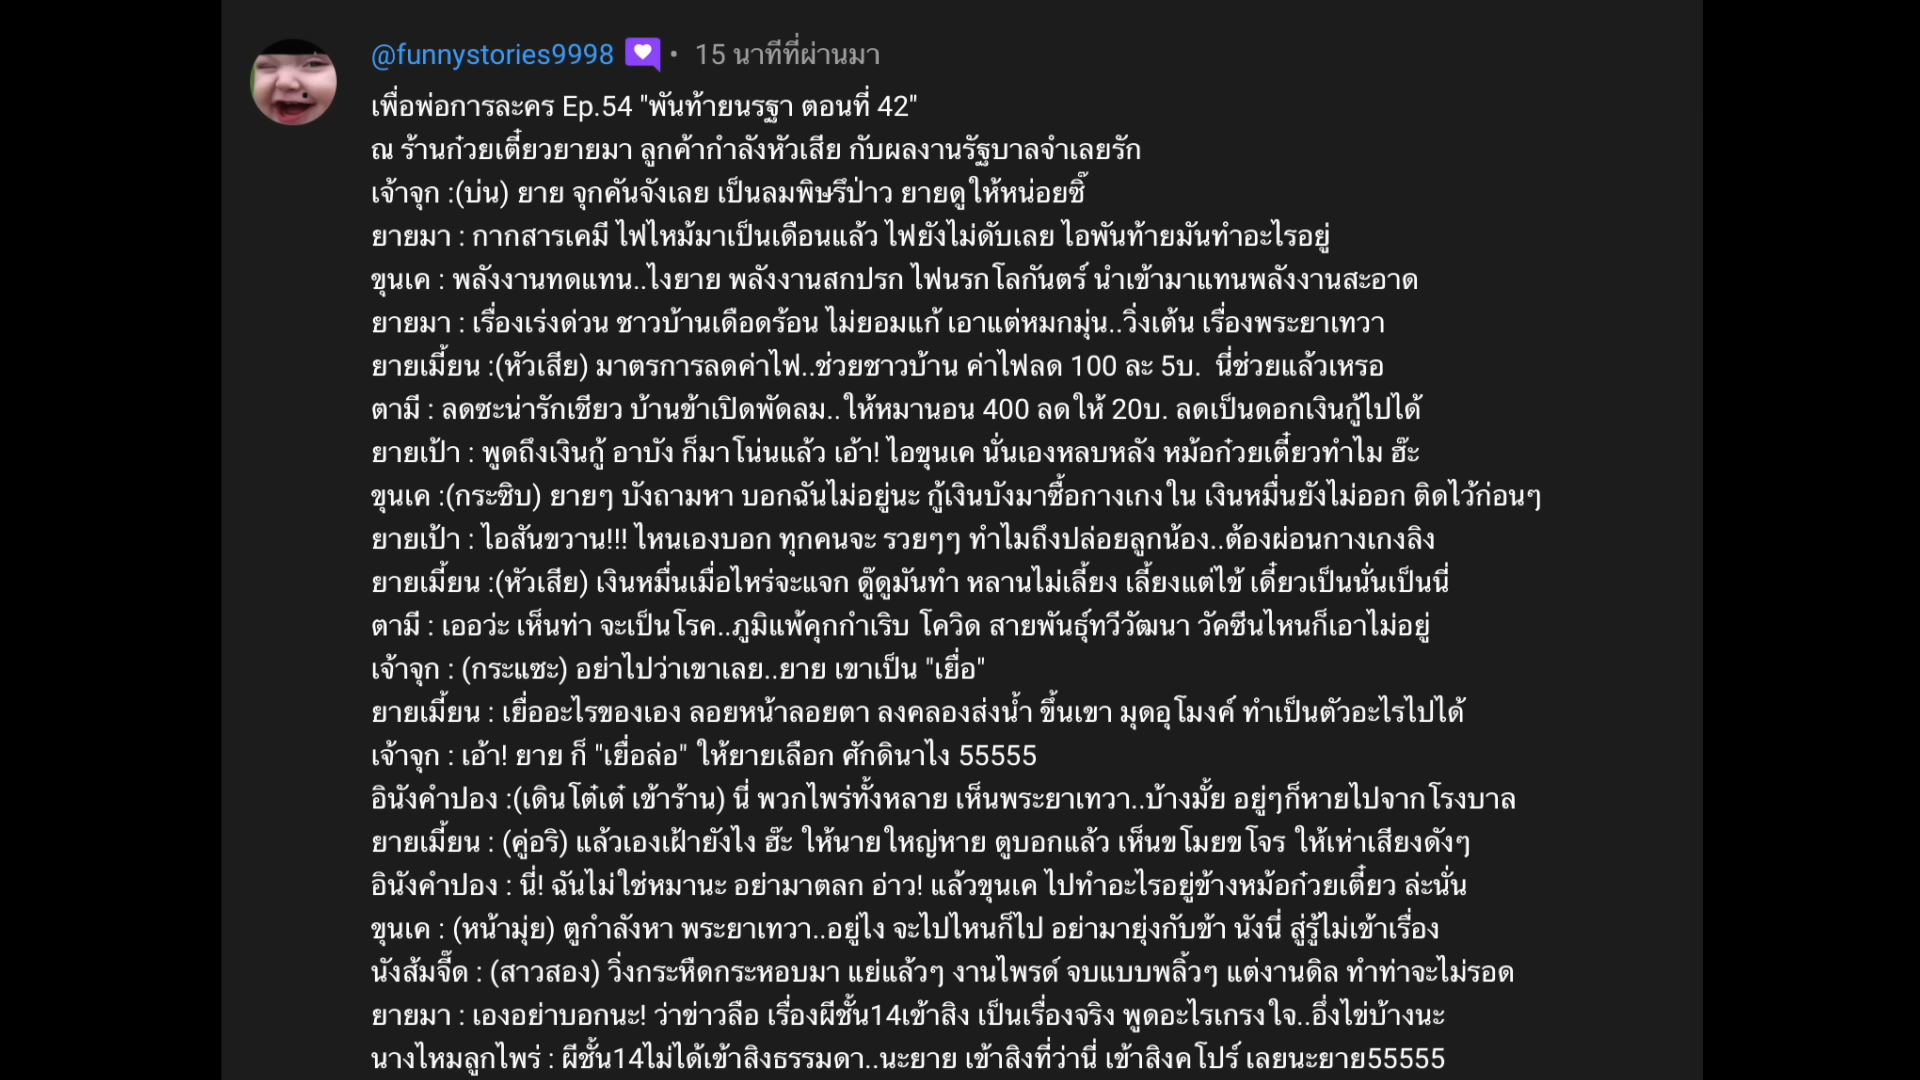 @funnystories9998 • 15 นาทีที่ผ่านมา
เพื่อพ่อการละคร Ep.54 "พันท้ายนรฐา ตอนที่ 42"
ณ ร้านก๋วยเตี๋ยวยายมา ลูกค้ากำลังหัวเสีย กับผลงานรัฐบาลจำเลยรัก
เจ้าจุก :(บ่น) ยาย จุกคันจังเลย เป็นลมพิษรึป่าว ยายดูให้หน่อยซิ๊
ยายมา : กากสารเคมี ไฟไหม้มาเป็นเดือนแล้ว ไฟยังไม่ดับเลย ไอพันท้ายมันทำอะไรอยู่
ขุนเค : พลังงานทดแทน..ไงยาย พลังงานสกปรก ไฟนรกโลกันตร์ นำเข้ามาแทนพลังงานสะอาด
ยายมา : เรื่องเร่งด่วน ชาวบ้านเดือดร้อน ไม่ยอมแก้ เอาแต่หมกมุ่น..วิ่งเต้น เรื่องพระยาเทวา
ยายเมี้ยน :(หัวเสีย) มาตรการลดค่าไฟ..ช่วยชาวบ้าน ค่าไฟลด 100 ละ 5บ.  นี่ช่วยแล้วเหรอ
ตามี : ลดซะน่ารักเชียว บ้านข้าเปิดพัดลม..ให้หมานอน 400 ลดให้ 20บ. ลดเป็นดอกเงินกู้ไปได้
ยายเป้า : พูดถึงเงินกู้ อาบัง ก็มาโน่นแล้ว เอ้า! ไอขุนเค นั่นเองหลบหลัง หม้อก๋วยเตี๋ยวทำไม ฮ๊ะ
ขุนเค :(กระซิบ) ยายๆ บังถามหา บอกฉันไม่อยู่นะ กู้เงินบังมาซื้อกางเกงใน เงินหมื่นยังไม่ออก ติดไว้ก่อนๆ
ยายเป้า : ไอสันขวาน!!! ไหนเองบอก ทุกคนจะ รวยๆๆ ทำไมถึงปล่อยลูกน้อง..ต้องผ่อนกางเกงลิง
ยายเมี้ยน :(หัวเสีย) เงินหมื่นเมื่อไหร่จะแจก ดู๊ดูมันทำ หลานไม่เลี้ยง เลี้ยงแต่ไข้ เดี๋ยวเป็นนั่นเป็นนี่
ตามี : เออว่ะ เห็นท่า จะเป็นโรค..ภูมิแพ้คุกกำเริบ โควิด สายพันธุ์ทวีวัฒนา วัคซีนไหนก็เอาไม่อยู่
เจ้าจุก : (กระแซะ) อย่าไปว่าเขาเลย..ยาย เขาเป็น "เยื่อ"
ยายเมี้ยน : เยื่ออะไรของเอง ลอยหน้าลอยตา ลงคลองส่งน้ำ ขึ้นเขา มุดอุโมงค์ ทำเป็นตัวอะไรไปได้
เจ้าจุก : เอ้า! ยาย ก็ "เยื่อล่อ" ให้ยายเลือก ศักดินาไง 55555
อินังคำปอง :(เดินโต๋เต๋ เข้าร้าน) นี่ พวกไพร่ทั้งหลาย เห็นพระยาเทวา..บ้างมั้ย อยู่ๆก็หายไปจากโรงบาล
ยายเมี้ยน : (คู่อริ) แล้วเองเฝ้ายังไง ฮ๊ะ ให้นายใหญ่หาย ตูบอกแล้ว เห็นขโมยขโจร ให้เห่าเสียงดังๆ
อินังคำปอง : นี่! ฉันไม่ใช่หมานะ อย่ามาตลก อ่าว! แล้วขุนเค ไปทำอะไรอยู่ข้างหม้อก๋วยเตี๋ยว ล่ะนั่น
ขุนเค : (หน้ามุ่ย) ตูกำลังหา พระยาเทวา..อยู่ไง จะไปไหนก็ไป อย่ามายุ่งกับข้า นังนี่ สู่รู้ไม่เข้าเรื่อง
นังส้มจี๊ด : (สาวสอง) วิ่งกระหืดกระหอบมา แย่แล้วๆ งานไพรด์ จบแบบพลิ้วๆ แต่งานดิล ทำท่าจะไม่รอด
ยายมา : เองอย่าบอกนะ! ว่าข่าวลือ เรื่องผีชั้น14เข้าสิง เป็นเรื่องจริง พูดอะไรเกรงใจ..อึ่งไข่บ้างนะ
นางไหมลูกไพร่ : ผีชั้น14ไม่ได้เข้าสิงธรรมดา..นะยาย เข้าสิงที่ว่านี่ เข้าสิงคโปร์ เลยนะยาย55555